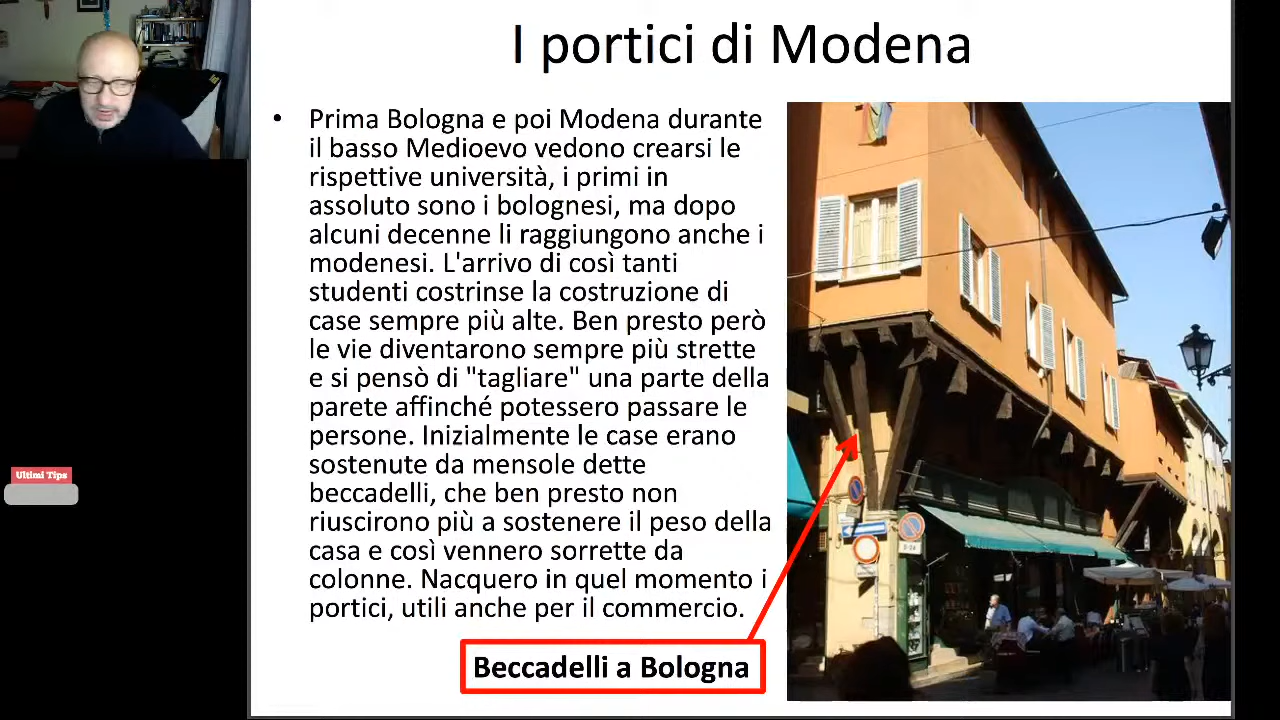 I portici di Modena
• Prima Bologna e poi Modena durante
il basso Medioevo vedono crearsi le
rispettive università, i primi in
assoluto sono i bolognesi, ma dopo
alcuni decenne li raggiungono anche i
modenesi. L'arrivo di così tanti
studenti costrinse la costruzione di
case sempre più alte. Ben presto però
le vie diventarono sempre più strette
e si pensò di "tagliare" una parte della
parete affinché potessero passare le
persone. Inizialmente le case erano
sostenute da mensole dette
beccadelli, che ben presto non
riuscirono più a sostenere il peso della
casa e così vennero sorrette da
colonne. Nacquero in quel momento i
portici, utili anche per il commercio.
Beccadelli a Bologna
Ultimi Tips